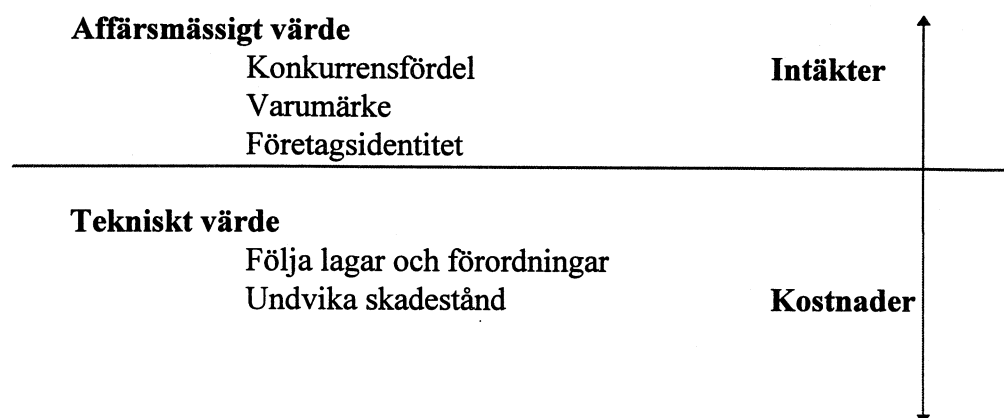 Affärsmässigt värde
Konkurrensfördel
Intäkter
Varumärke
Företagsidentitet
Tekniskt värde
Följa lagar och förordningar
Undvika skadestånd
Kostnader